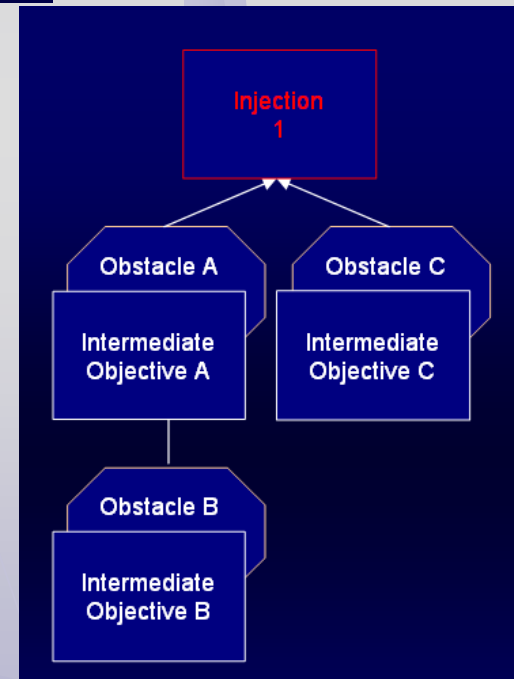 Injection
1
Obstacle A
Intermediate
Objective A
Obstacle C
Intermediate
Objective C
Obstacle B
Intermediate
Objective B